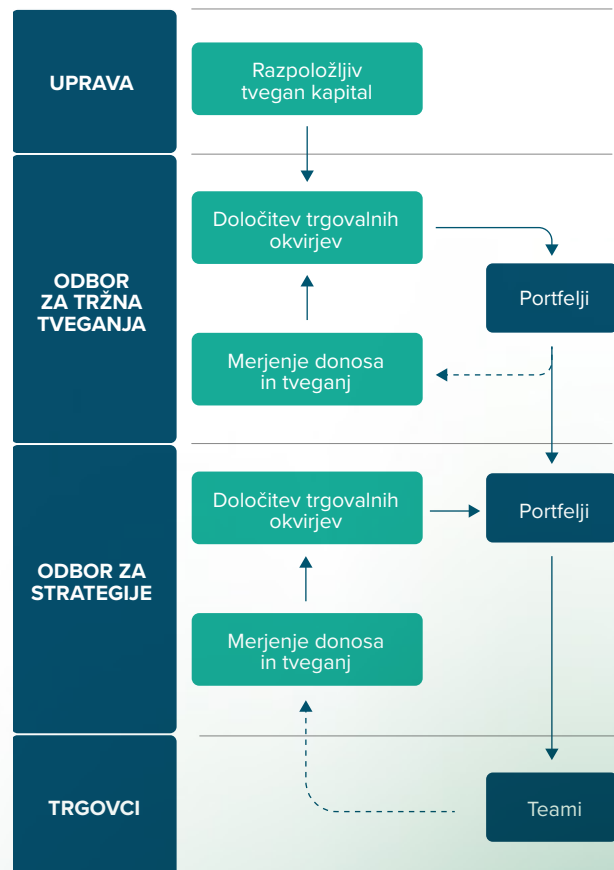 UPRAVA
Razpoložljiv
tvegan kapital
ODBOR
ZA TRŽNA
TVEGANJA
Določitev trgovalnih
okvirjev
Portfelji
Merjenje donosa
in tveganj
ODBOR ZA
STRATEGIJE
Določitev trgovalnih
okvirjev
Portfelji
Merjenje donosa
in tveganj
TRGOVCI
Teami